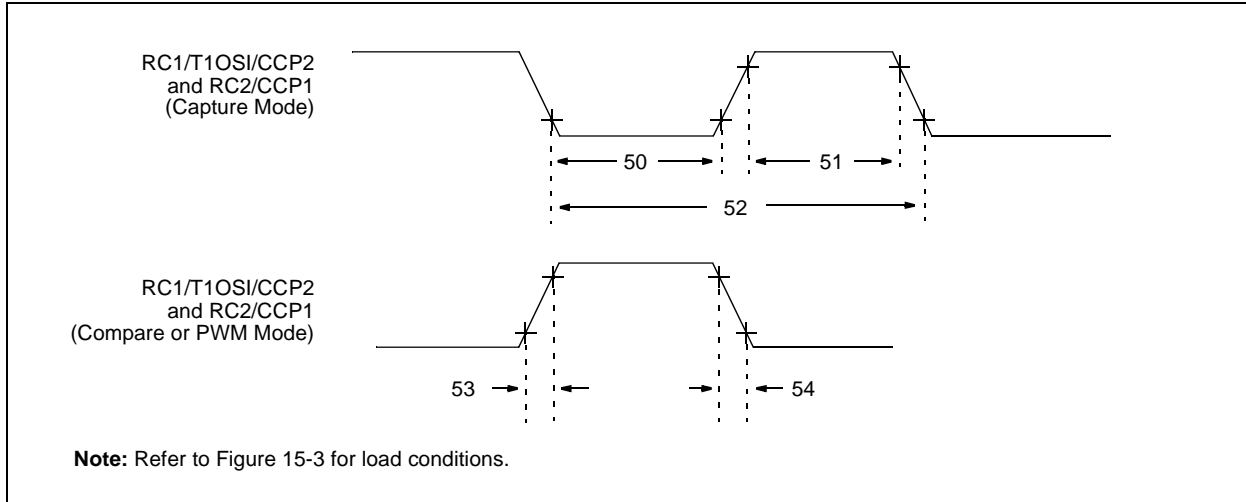 RC1/T1OSI/CCP2
and RC2/CCP1
(Capture Mode)
50
51
52
RC1/T1OSI/CCP2
and RC2/CCP1
(Compare or PWM Mode)
53
54
Note: Refer to Figure 15-3 for load conditions.